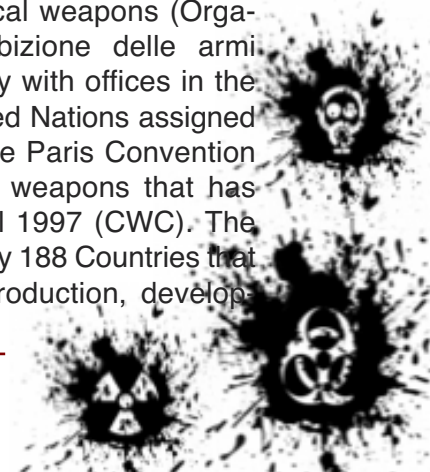 cal weapons (Orga-
bizione delle armi
y with offices in the
ed Nations assigned
e Paris Convention
weapons that has
l 1997 (CWC). The
y 188 Countries that
roduction, develop-